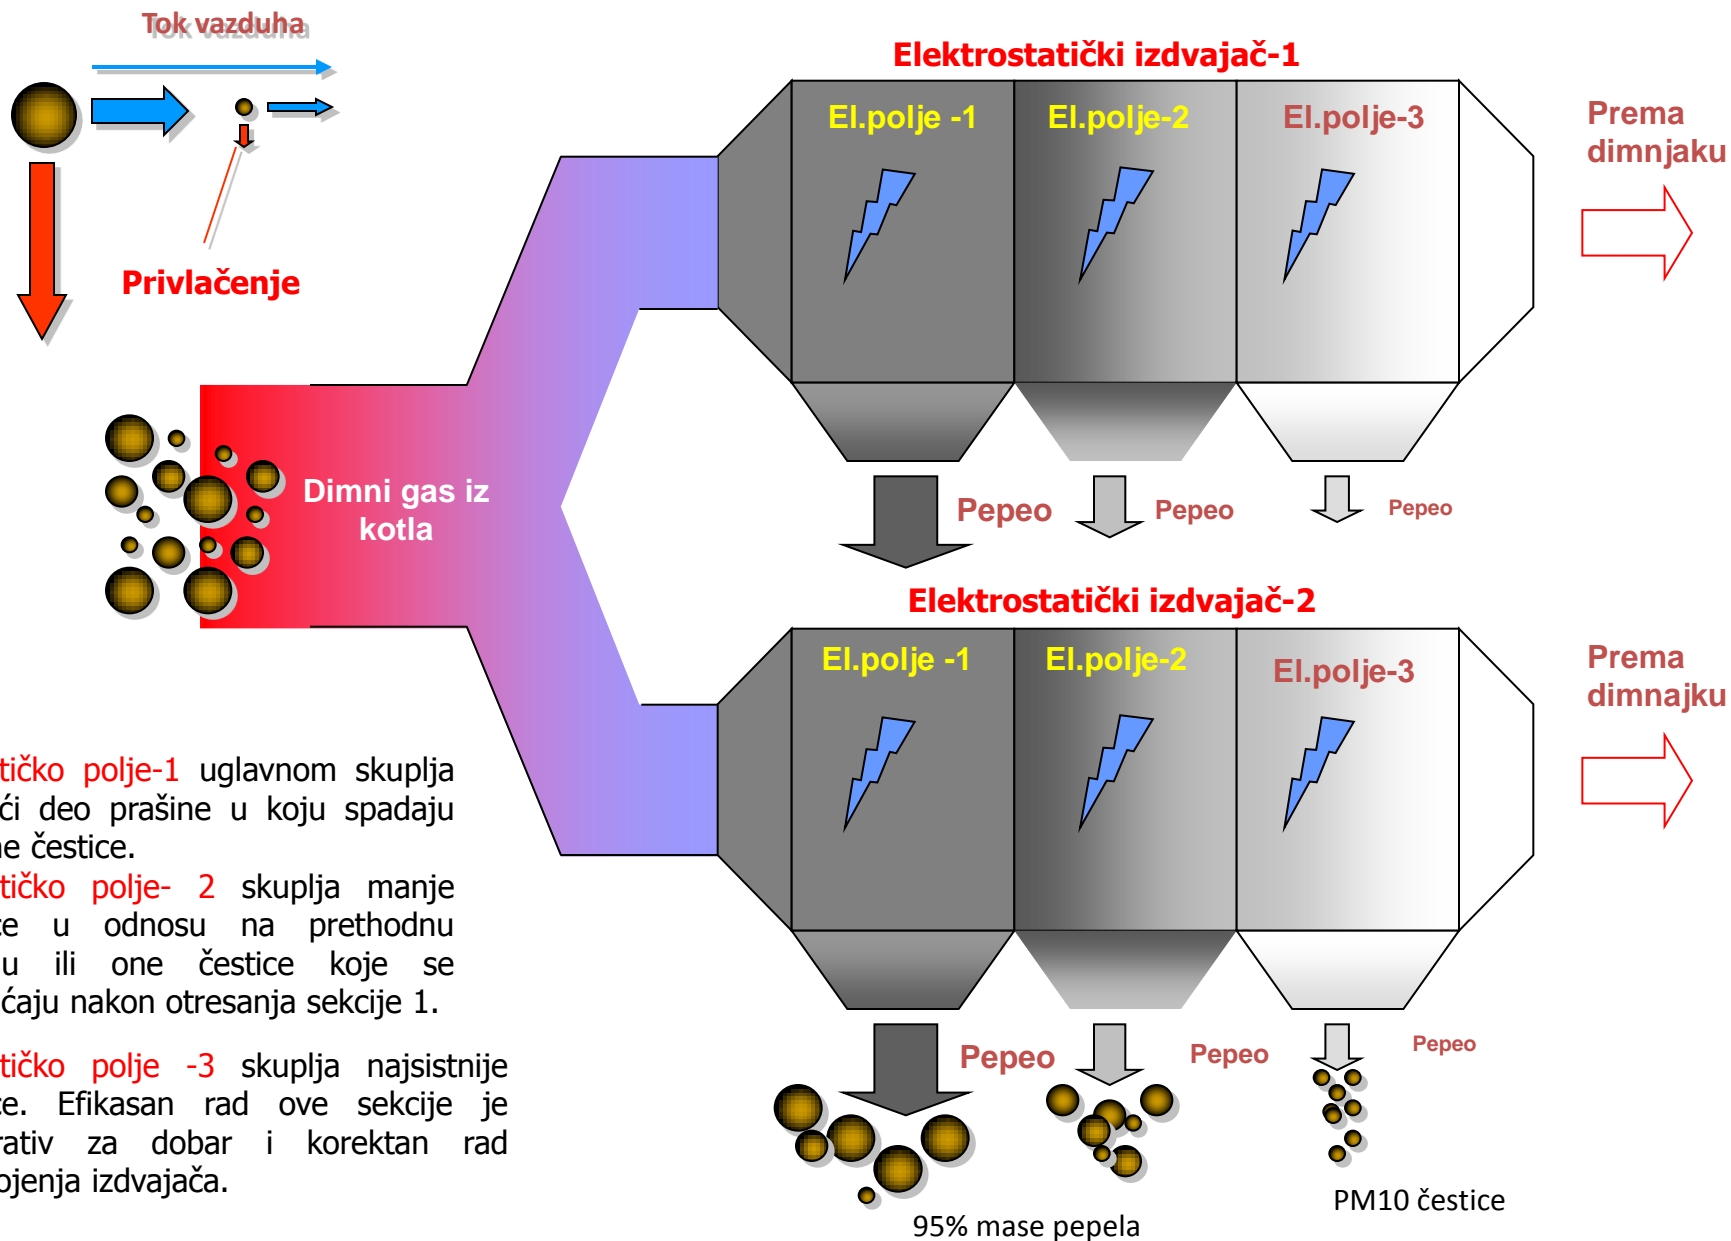 Tok vazduha
Privlačenje
Dimni gas iz
kotla
Elektrostatički izdvajač-1
El.polje -1
El.polje-2
El.polje-3
Prema
dimnjaku
Pepeo
Pepeo
Pepeo
Elektrostatički izdvajač-2
El.polje -1
El.polje-2
El.polje-3
Prema
dimnajku
Pepeo
Pepeo
Pepeo
95% mase pepela
PM10 čestice
tičko polje-1 uglavnom skuplja
ći deo prašine u koju spadaju
ne čestice.
tičko polje- 2 skuplja manje
ce u odnosu na prethodnu
u ili one čestice koje se
ćaju nakon otresanja sekcije 1.
tičko polje -3 skuplja najsistnije
ce. Efikasan rad ove sekcije je
rativ za dobar i korektan rad
ojenja izdvajača.